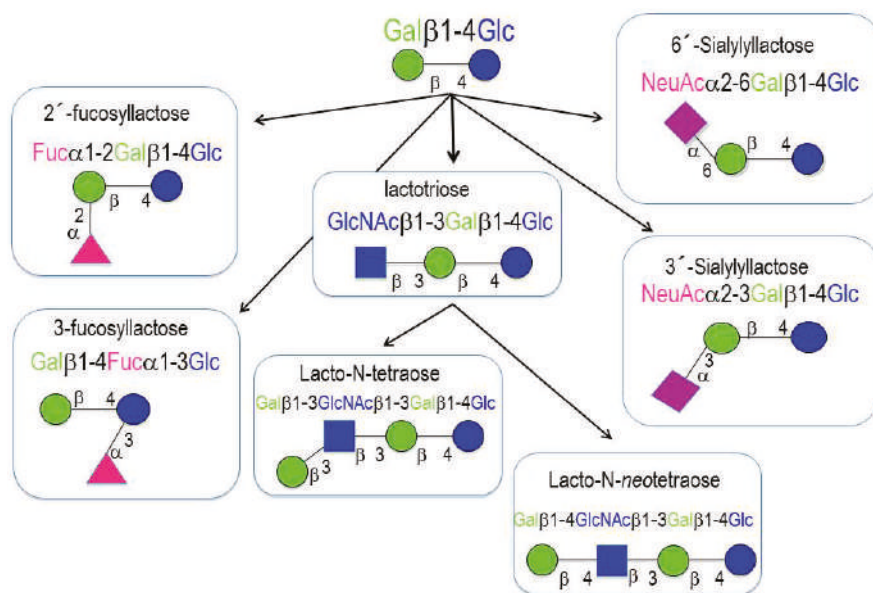 Galβ1-4Glc
β 4
2´-fucosyllactose
Fucα1-2Galβ1-4Glc
β 4
2
α
6´-Sialylyllactose
NeuAcα2-6Galβ1-4Glc
α
6
β 4
lactotriose
GlcNAcβ1-3Galβ1-4Glc
β 3 β 4
3´-Sialylyllactose
NeuAcα2-3Galβ1-4Glc
β 4
3
α
3-fucosyllactose
Galβ1-4Fucα1-3Glc
β 4
3
α
Lacto-N-tetraose
Galβ1-3GlcNAcβ1-3Galβ1-4Glc
β 3 β 3 β 4
Lacto-N-neotetraose
Galβ1-4GlcNAcβ1-3Galβ1-4Glc
β 4 β 3 β 4